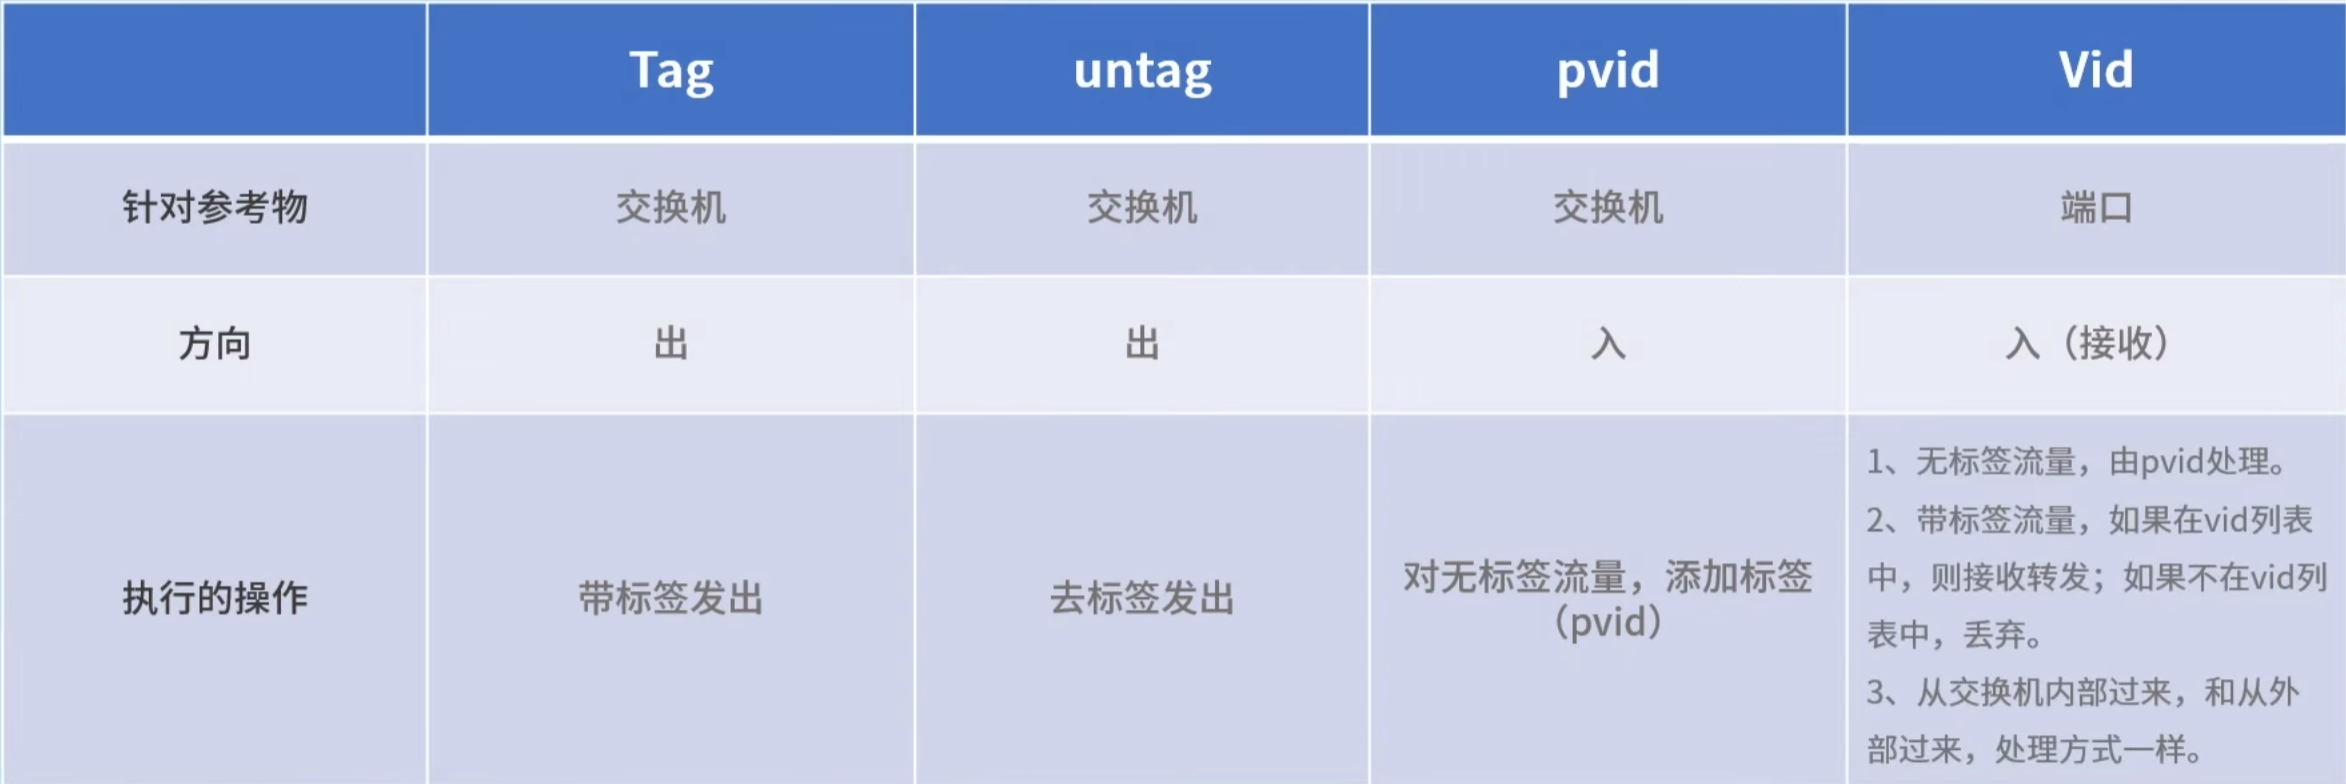 Tag
untag
pvid
Vid
针对参考物
交换机
交换机
交换机
端口
方向
出
出
入
入（接收）
执行的操作
带标签发出
去标签发出
对无标签流量，添加标签
（pvid）
1、无标签流量，由pvid处理。
2、带标签流量，如果在vid列表
中，则接收转发；如果不在vid列
表中，丢弃。
3、从交换机内部过来，和从外
部过来，处理方式一样。